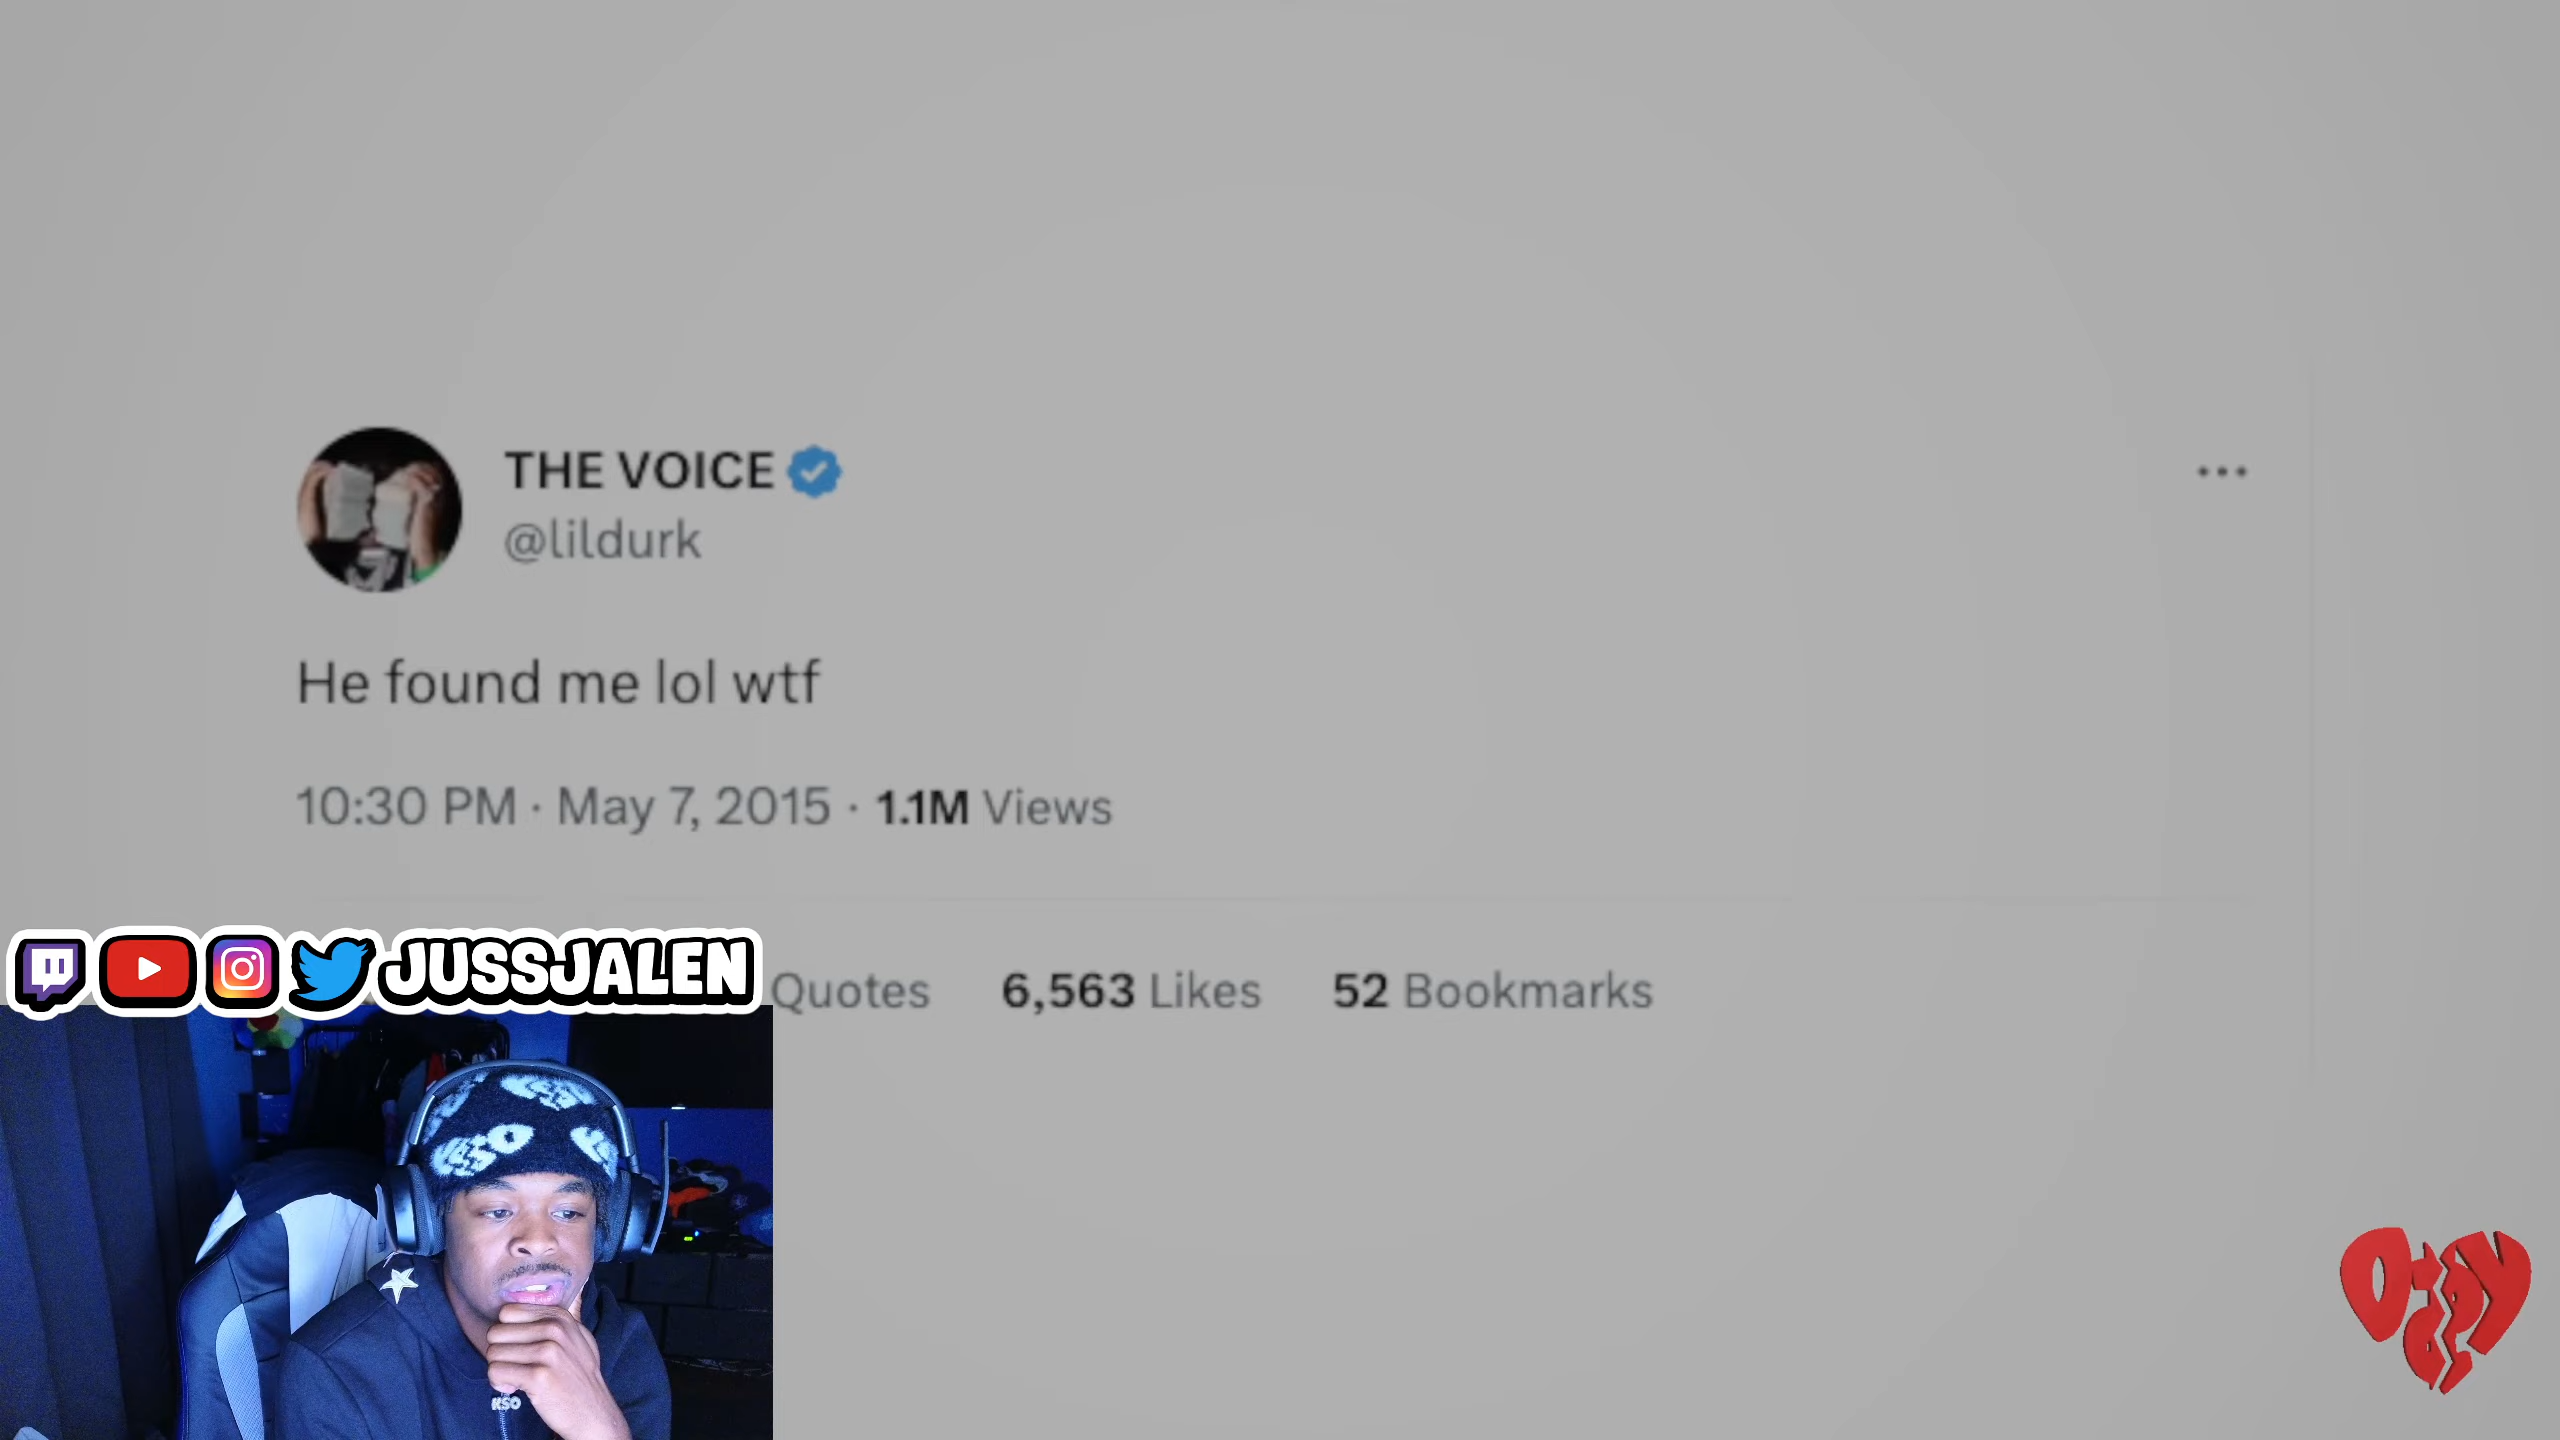 THE VOICE
@lildurk
...
He found me lol wtf
10:30 PM · May 7, 2015 · 1.1M Views
JUSSJALEN
Quotes 6,563 Likes 52 Bookmarks
KSO